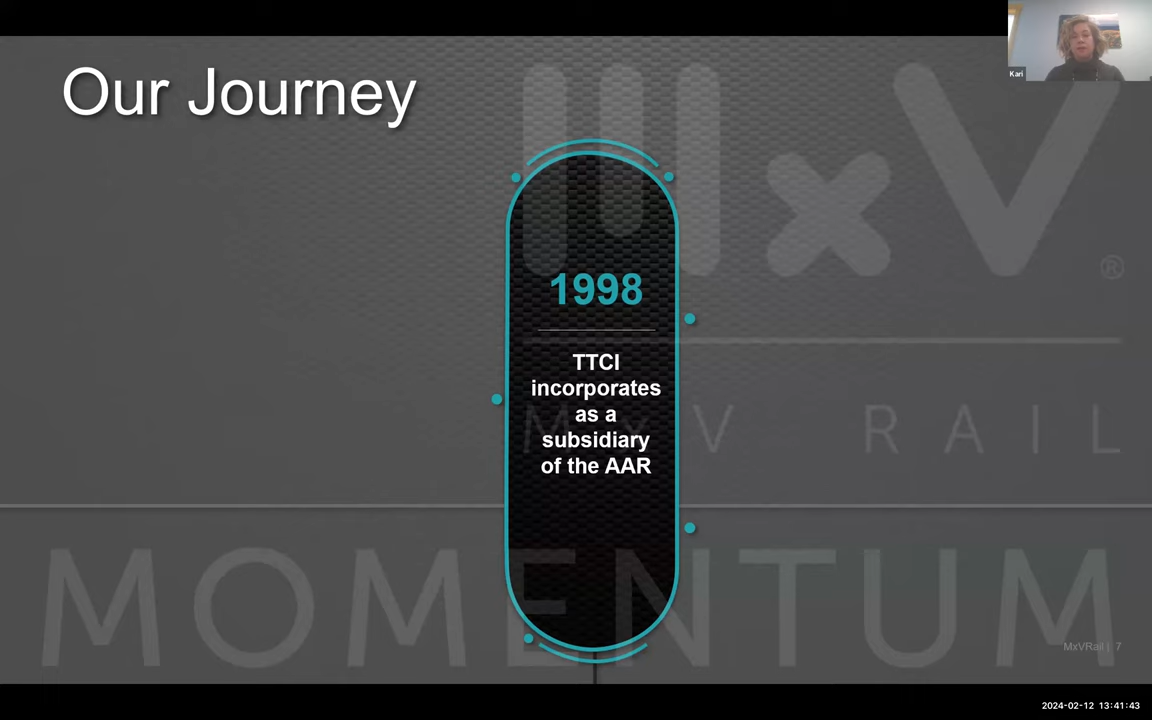 Our Journey
Kari
MxV
®
1998
TTCI
incorporates
as a
subsidiary
of the AAR
MXV RAIL
MOMENTUM
MxVRail | 7
2024-02-12 13:41:43